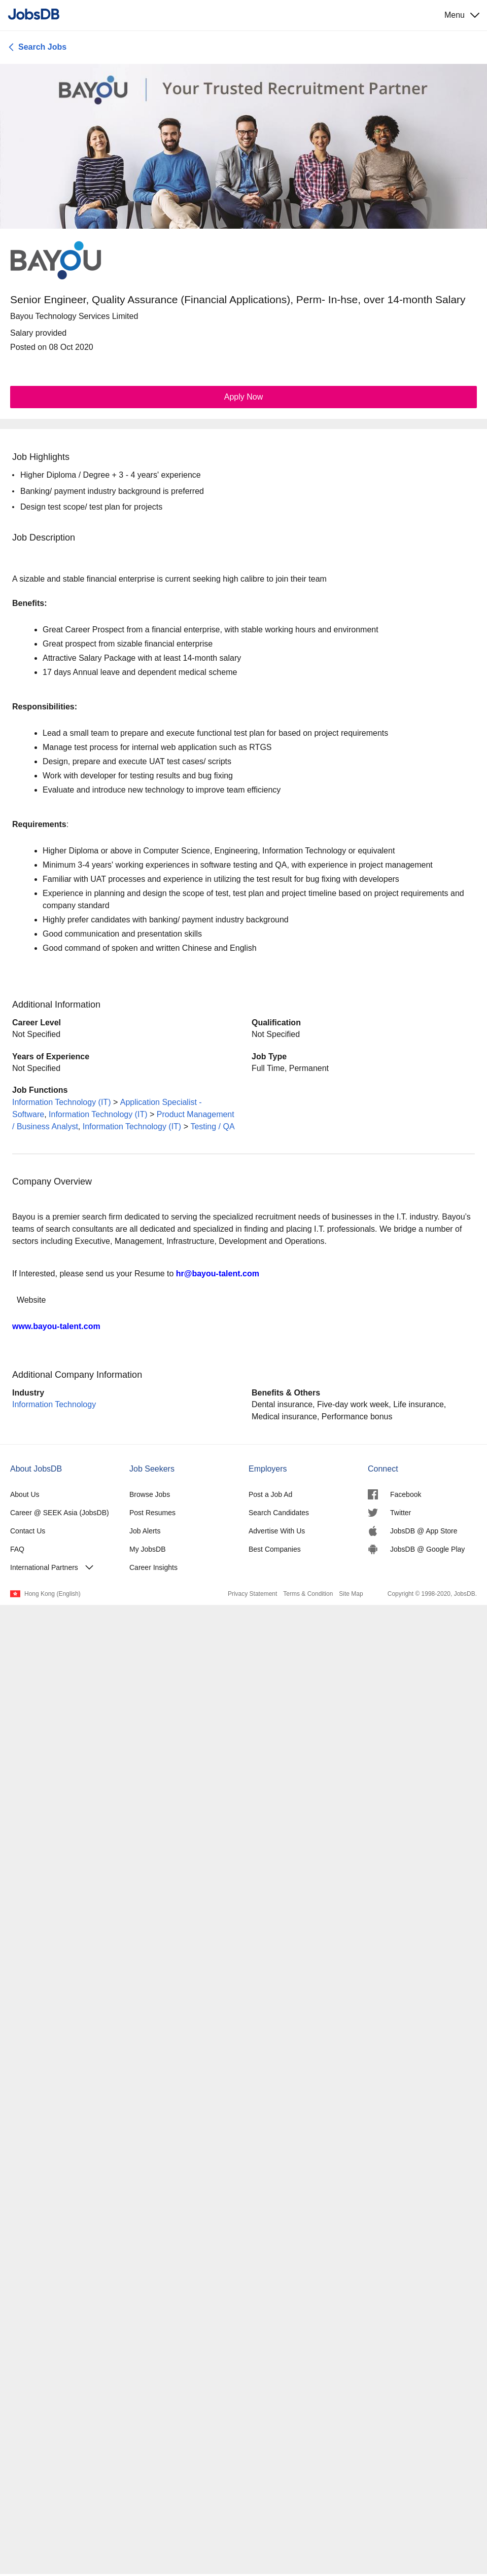 JobsDB
Menu
Search Jobs
BAYOU
Your Trusted Recruitment Partner
BAYOU
Senior Engineer, Quality Assurance (Financial Applications), Perm- In-hse, over 14-month Salary
Bayou Technology Services Limited
Salary provided
Posted on 08 Oct 2020
Apply Now
Job Highlights
• Higher Diploma / Degree + 3 - 4 years' experience
• Banking/ payment industry background is preferred
• Design test scope/ test plan for projects
Job Description
A sizable and stable financial enterprise is current seeking high calibre to join their team
Benefits:
• Great Career Prospect from a financial enterprise, with stable working hours and environment
• Great prospect from sizable financial enterprise
• Attractive Salary Package with at least 14-month salary
• 17 days Annual leave and dependent medical scheme
Responsibilities:
• Lead a small team to prepare and execute functional test plan for based on project requirements
• Manage test process for internal web application such as RTGS
• Design, prepare and execute UAT test cases/ scripts
• Work with developer for testing results and bug fixing
• Evaluate and introduce new technology to improve team efficiency
Requirements:
• Higher Diploma or above in Computer Science, Engineering, Information Technology or equivalent
• Minimum 3-4 years' working experiences in software testing and QA, with experience in project management
• Familiar with UAT processes and experience in utilizing the test result for bug fixing with developers
• Experience in planning and design the scope of test, test plan and project timeline based on project requirements and
company standard
• Highly prefer candidates with banking/ payment industry background
• Good communication and presentation skills
• Good command of spoken and written Chinese and English
Additional Information
Career Level
Not Specified
Qualification
Not Specified
Years of Experience
Not Specified
Job Type
Full Time, Permanent
Job Functions
Information Technology (IT) > Application Specialist -
Software, Information Technology (IT) > Product Management
/ Business Analyst, Information Technology (IT) > Testing / QA
Company Overview
Bayou is a premier search firm dedicated to serving the specialized recruitment needs of businesses in the I.T. industry. Bayou's
teams of search consultants are all dedicated and specialized in finding and placing I.T. professionals. We bridge a number of
sectors including Executive, Management, Infrastructure, Development and Operations.
If Interested, please send us your Resume to hr@bayou-talent.com
Website
www.bayou-talent.com
Additional Company Information
Industry
Information Technology
Benefits & Others
Dental insurance, Five-day work week, Life insurance,
Medical insurance, Performance bonus
About JobsDB
About Us
Career @ SEEK Asia (JobsDB)
Contact Us
FAQ
International Partners
Job Seekers
Browse Jobs
Post Resumes
Job Alerts
My JobsDB
Career Insights
Employers
Post a Job Ad
Search Candidates
Advertise With Us
Best Companies
Connect
Facebook
Twitter
JobsDB @ App Store
JobsDB @ Google Play
Hong Kong (English)
Privacy Statement Terms & Condition Site Map
Copyright © 1998-2020, JobsDB.